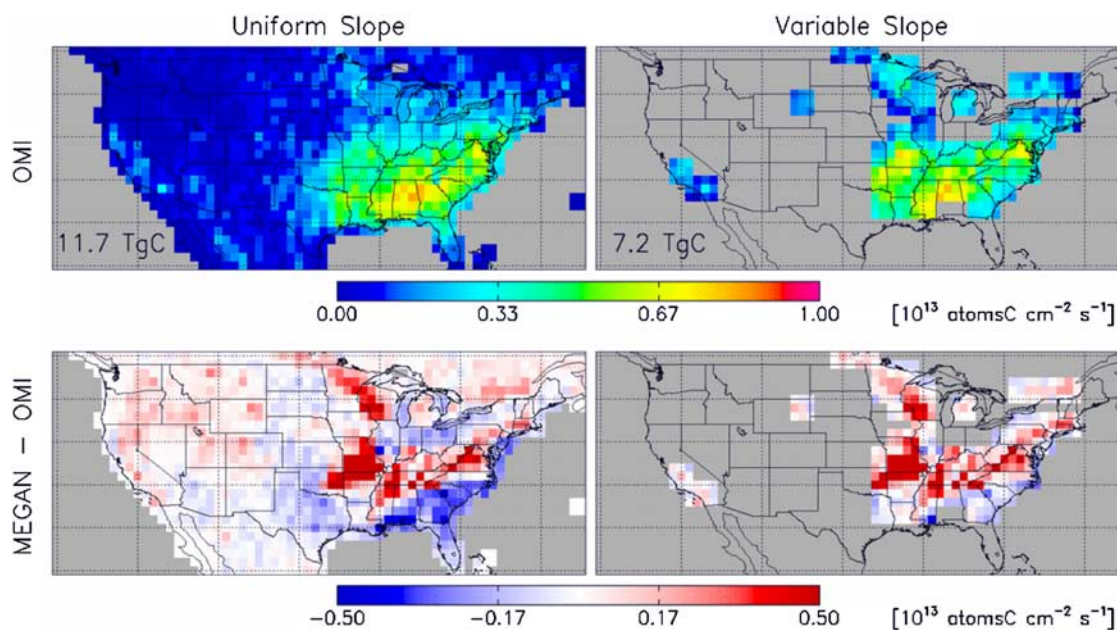 Uniform Slope
Variable Slope
OMI
11.7 TgC
7.2 TgC
0.00 0.33 0.67 1.00 [10¹³ atomsC cm⁻² s⁻¹]
MEGAN – OMI
−0.50 −0.17 0.17 0.50 [10¹³ atomsC cm⁻² s⁻¹]